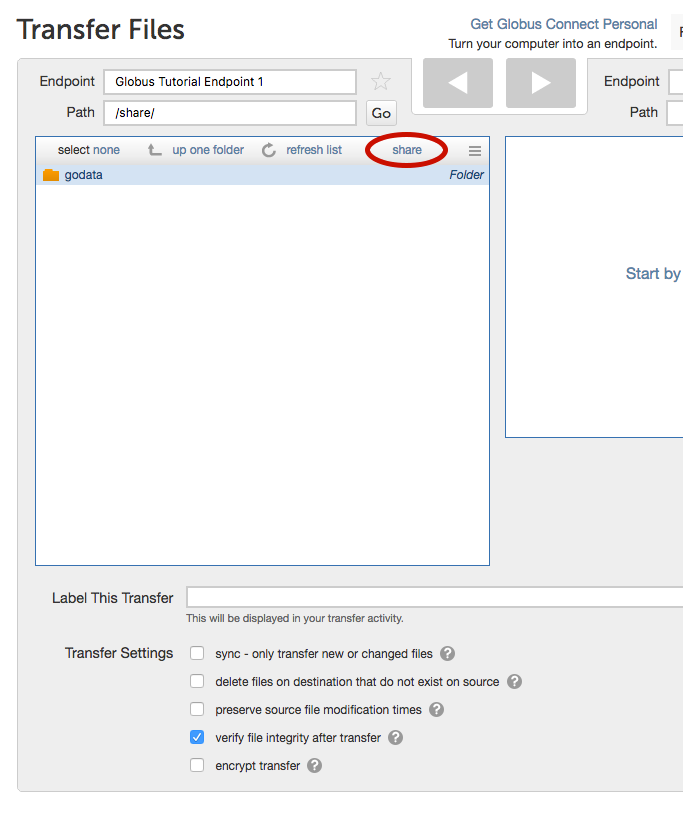 Transfer Files
Get Globus Connect Personal
Turn your computer into an endpoint.
Endpoint Globus Tutorial Endpoint 1 Endpoint
Path /share/ Go Path
select none up one folder refresh list share
godata Folder
Start by
Label This Transfer
This will be displayed in your transfer activity.
Transfer Settings sync - only transfer new or changed files ?
delete files on destination that do not exist on source ?
preserve source file modification times ?
verify file integrity after transfer ?
encrypt transfer ?